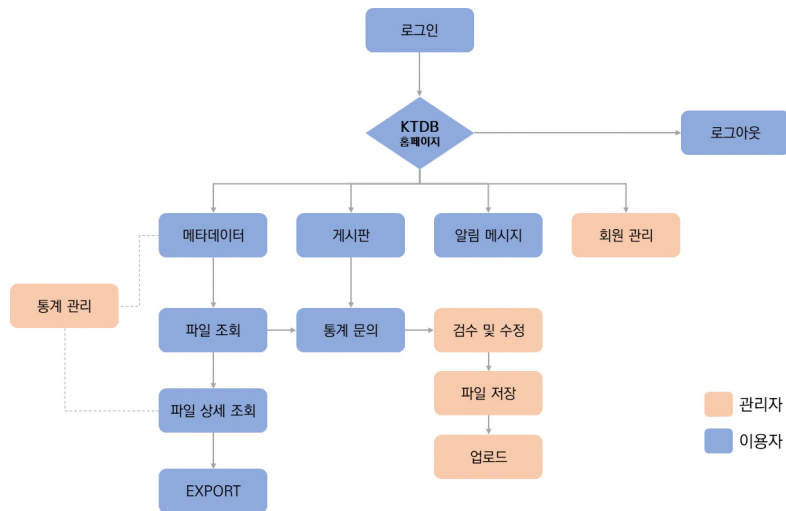 로그인
KTDB
홈페이지
로그아웃
메타데이터
게시판
알림 메시지
회원 관리
통계 관리
파일 조회
통계 문의
검수 및 수정
파일 상세 조회
파일 저장
관리자
업로드
이용자
EXPORT